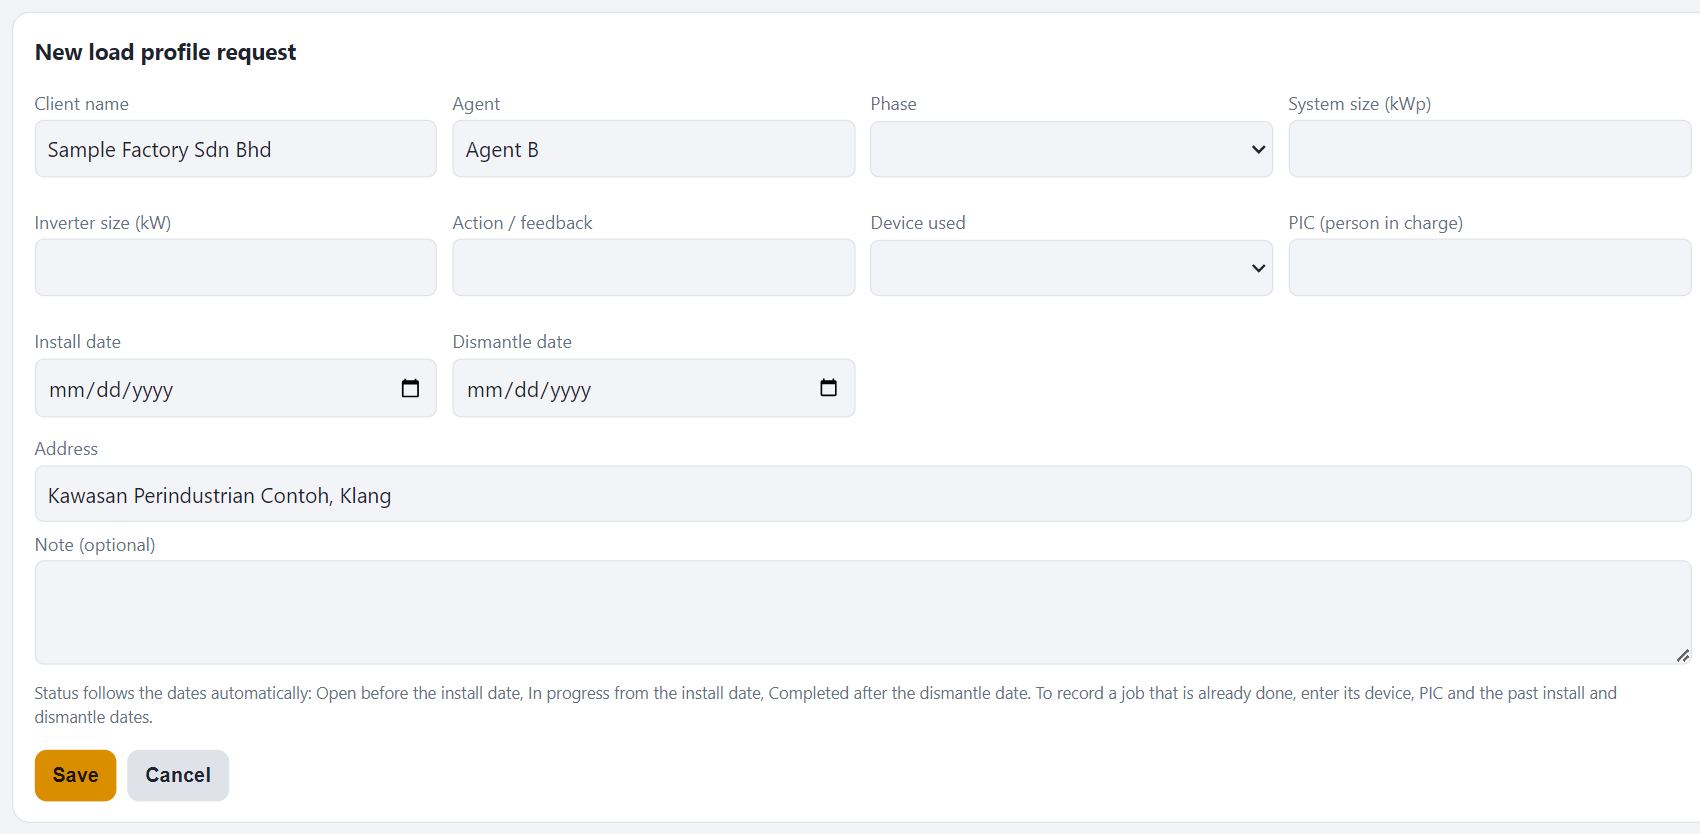 New load profile request
Client name
Agent
Phase
System size (kWp)
Sample Factory Sdn Bhd
Agent B
Inverter size (kW)
Action / feedback
Device used
PIC (person in charge)
Install date
Dismantle date
mm/dd/yyyy
mm/dd/yyyy
Address
Kawasan Perindustrian Contoh, Klang
Note (optional)
Status follows the dates automatically: Open before the install date, In progress from the install date, Completed after the dismantle date. To record a job that is already done, enter its device, PIC and the past install and
dismantle dates.
Save
Cancel